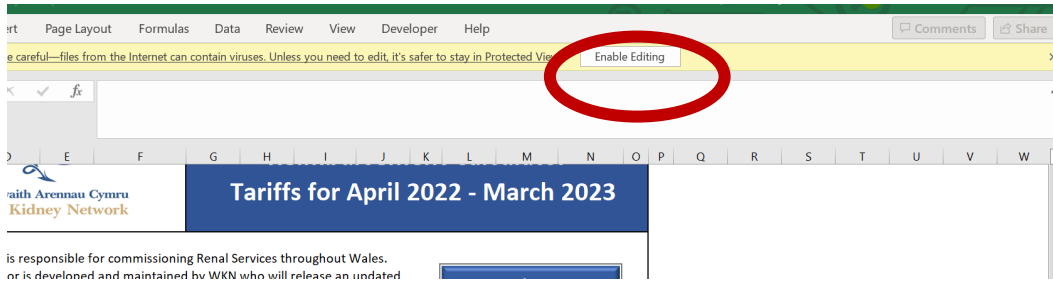 ert Page Layout Formulas Data Review View Developer Help Comments Share
e careful—files from the Internet can contain viruses. Unless you need to edit, it's safer to stay in Protected Vie Enable Editing
fx
E F G H I J K L M N O P Q R S T U V W
Tariffs for April 2022 - March 2023
aith Arennau Cymru
Kidney Network
is responsible for commissioning Renal Services throughout Wales.
or is developed and maintained by WKN who will release an updated